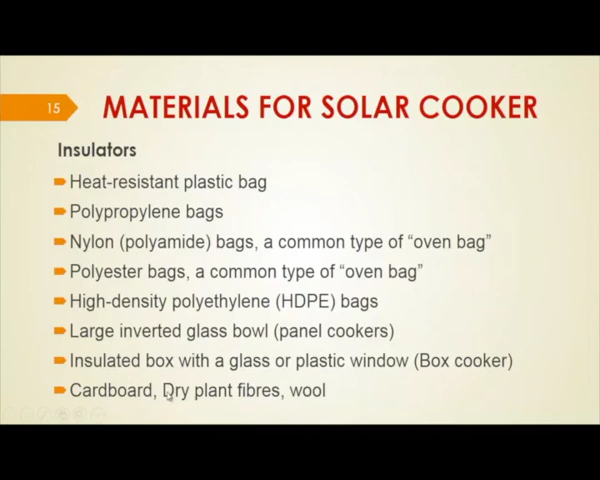 15
MATERIALS FOR SOLAR COOKER
Insulators
Heat-resistant plastic bag
Polypropylene bags
Nylon (polyamide) bags, a common type of “oven bag”
Polyester bags, a common type of “oven bag”
High-density polyethylene (HDPE) bags
Large inverted glass bowl (panel cookers)
Insulated box with a glass or plastic window (Box cooker)
Cardboard, Dry plant fibres, wool